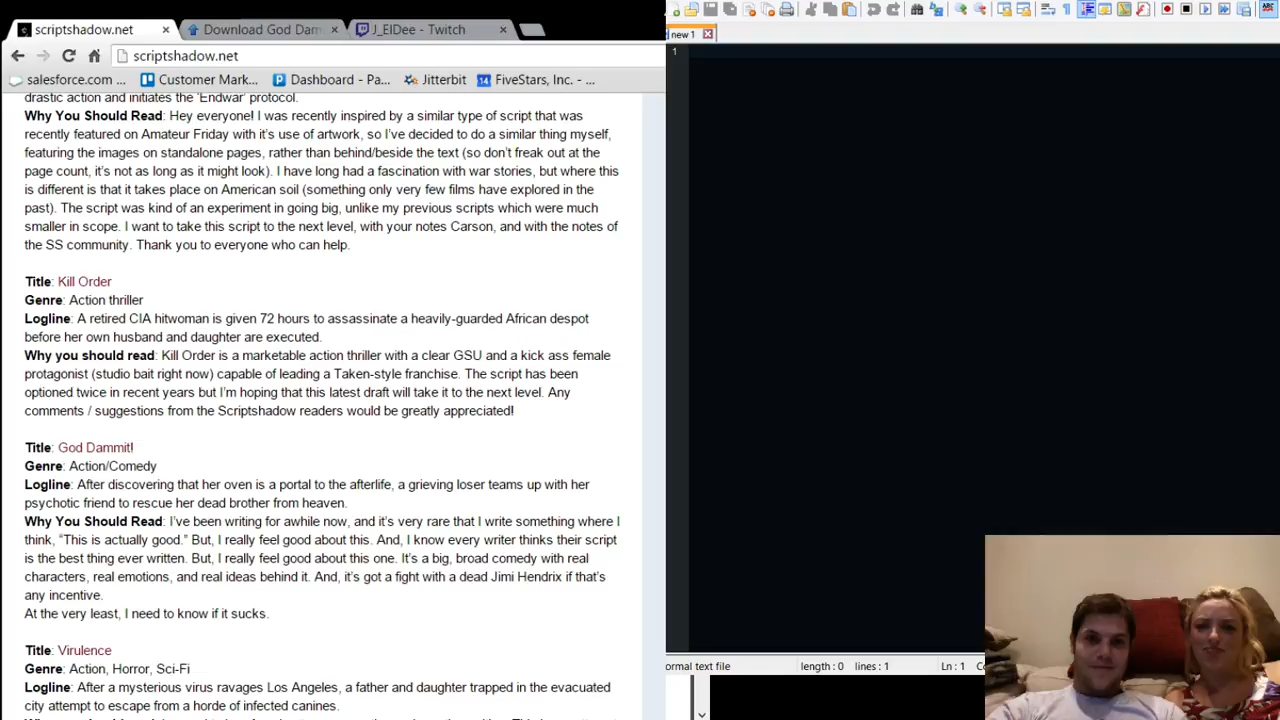 scriptshadow.net
Download God Dam
J_ElDee - Twitch
scriptshadow.net
salesforce.com ...
Customer Mark...
Dashboard - Pa...
Jitterbit
14
FiveStars, Inc. - ...
drastic action and initiates the 'Endwar' protocol.
Why You Should Read: Hey everyone! I was recently inspired by a similar type of script that was
recently featured on Amateur Friday with it's use of artwork, so I've decided to do a similar thing myself,
featuring the images on standalone pages, rather than behind/beside the text (so don't freak out at the
page count, it's not as long as it might look). I have long had a fascination with war stories, but where this
is different is that it takes place on American soil (something only very few films have explored in the
past). The script was kind of an experiment in going big, unlike my previous scripts which were much
smaller in scope. I want to take this script to the next level, with your notes Carson, and with the notes of
the SS community. Thank you to everyone who can help.
Title: Kill Order
Genre: Action thriller
Logline: A retired CIA hitwoman is given 72 hours to assassinate a heavily-guarded African despot
before her own husband and daughter are executed.
Why you should read: Kill Order is a marketable action thriller with a clear GSU and a kick ass female
protagonist (studio bait right now) capable of leading a Taken-style franchise. The script has been
optioned twice in recent years but I'm hoping that this latest draft will take it to the next level. Any
comments / suggestions from the Scriptshadow readers would be greatly appreciated!
Title: God Dammit!
Genre: Action/Comedy
Logline: After discovering that her oven is a portal to the afterlife, a grieving loser teams up with her
psychotic friend to rescue her dead brother from heaven.
Why You Should Read: I've been writing for awhile now, and it's very rare that I write something where I
think, “This is actually good.” But, I really feel good about this. And, I know every writer thinks their script
is the best thing ever written. But, I really feel good about this one. It's a big, broad comedy with real
characters, real emotions, and real ideas behind it. And, it's got a fight with a dead Jimi Hendrix if that's
any incentive.
At the very least, I need to know if it sucks.
Title: Virulence
Genre: Action, Horror, Sci-Fi
Logline: After a mysterious virus ravages Los Angeles, a father and daughter trapped in the evacuated
city attempt to escape from a horde of infected canines.
new 1
1
ormal text file
length : 0
lines : 1
Ln : 1